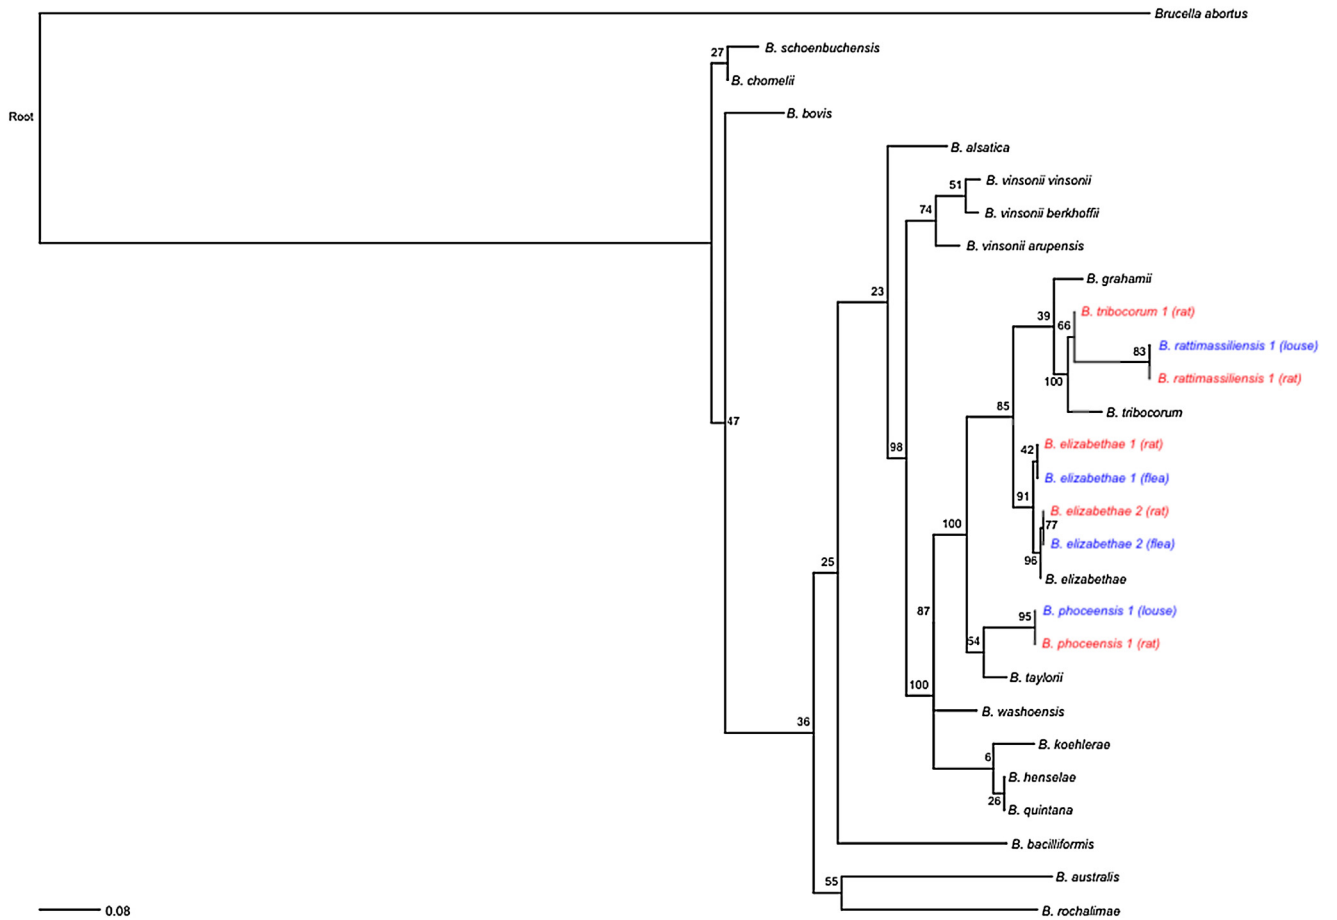 Brucella abortus
27
B. schoenbuchensis
B. chomelii
Root
B. bovis
B. alsatica
51
B. vinsonii vinsonii
B. vinsonii berkhoffii
74
B. vinsonii arupensis
B. grahamii
23
39
66
B. tribocorum 1 (rat)
83
B. rattimassiliensis 1 (louse)
B. rattimassiliensis 1 (rat)
100
85
B. tribocorum
47
98
42
B. elizabethae 1 (rat)
B. elizabethae 1 (flea)
91
B. elizabethae 2 (rat)
77
100
B. elizabethae 2 (flea)
96
25
B. elizabethae
87
95
B. phoceensis 1 (louse)
54
B. phoceensis 1 (rat)
B. taylorii
100
B. washoensis
36
B. koehlerae
6
B. henselae
26
B. quintana
B. bacilliformis
55
B. australis
0.08
B. rochalimae